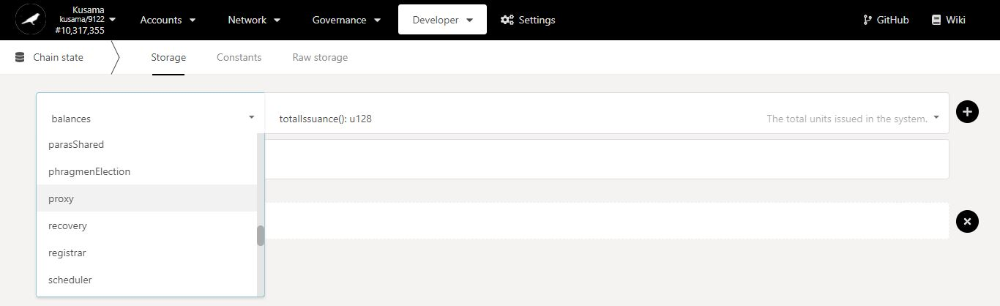 Kusama
kusama/9122
#10,317,355
Accounts
Network
Governance
Developer
Settings
GitHub
Wiki
Chain state
Storage
Constants
Raw storage
balances
totalIssuance(): u128
The total units issued in the system.
parasShared
phragmenElection
proxy
recovery
registrar
scheduler